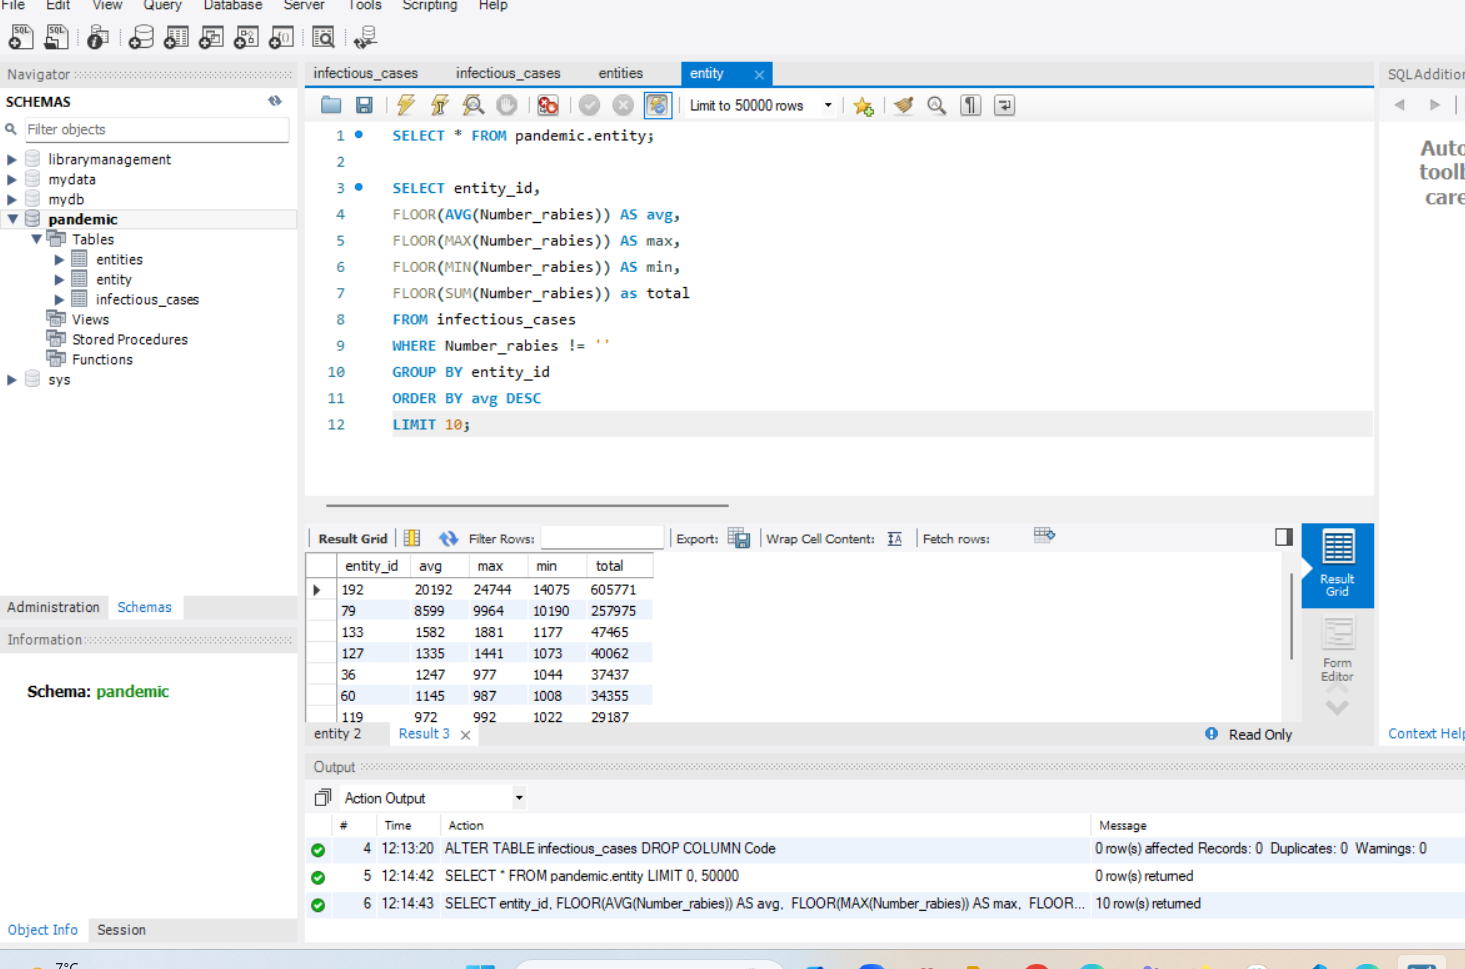 File Edit View Query Database Server Tools Scripting Help
Navigator
SCHEMAS
Filter objects
librarymanagement
mydata
mydb
pandemic
Tables
entities
entity
infectious_cases
Views
Stored Procedures
Functions
sys
Administration Schemas
Information
Schema: pandemic
Object Info Session
infectious_cases infectious_cases entities entity
Limit to 50000 rows
1 SELECT * FROM pandemic.entity;
2
3 SELECT entity_id,
4 FLOOR(AVG(Number_rabies)) AS avg,
5 FLOOR(MAX(Number_rabies)) AS max,
6 FLOOR(MIN(Number_rabies)) AS min,
7 FLOOR(SUM(Number_rabies)) as total
8 FROM infectious_cases
9 WHERE Number_rabies != ''
10 GROUP BY entity_id
11 ORDER BY avg DESC
12 LIMIT 10;
Result Grid Filter Rows: Export: Wrap Cell Content: Fetch rows:
entity_id avg max min total
192 20192 24744 14075 605771
79 8599 9964 10190 257975
133 1582 1881 1177 47465
127 1335 1441 1073 40062
36 1247 977 1044 37437
60 1145 987 1008 34355
119 972 992 1022 29187
Result
Grid
Form
Editor
entity 2 Result 3 Read Only
Output
Action Output
# Time Action Message
4 12:13:20 ALTER TABLE infectious_cases DROP COLUMN Code 0 row(s) affected Records: 0 Duplicates: 0 Warnings: 0
5 12:14:42 SELECT * FROM pandemic.entity LIMIT 0, 50000 0 row(s) returned
6 12:14:43 SELECT entity_id, FLOOR(AVG(Number_rabies)) AS avg, FLOOR(MAX(Number_rabies)) AS max, FLOOR... 10 row(s) returned
SQLAddition
Auto
toolb
care
Context Help
7°C